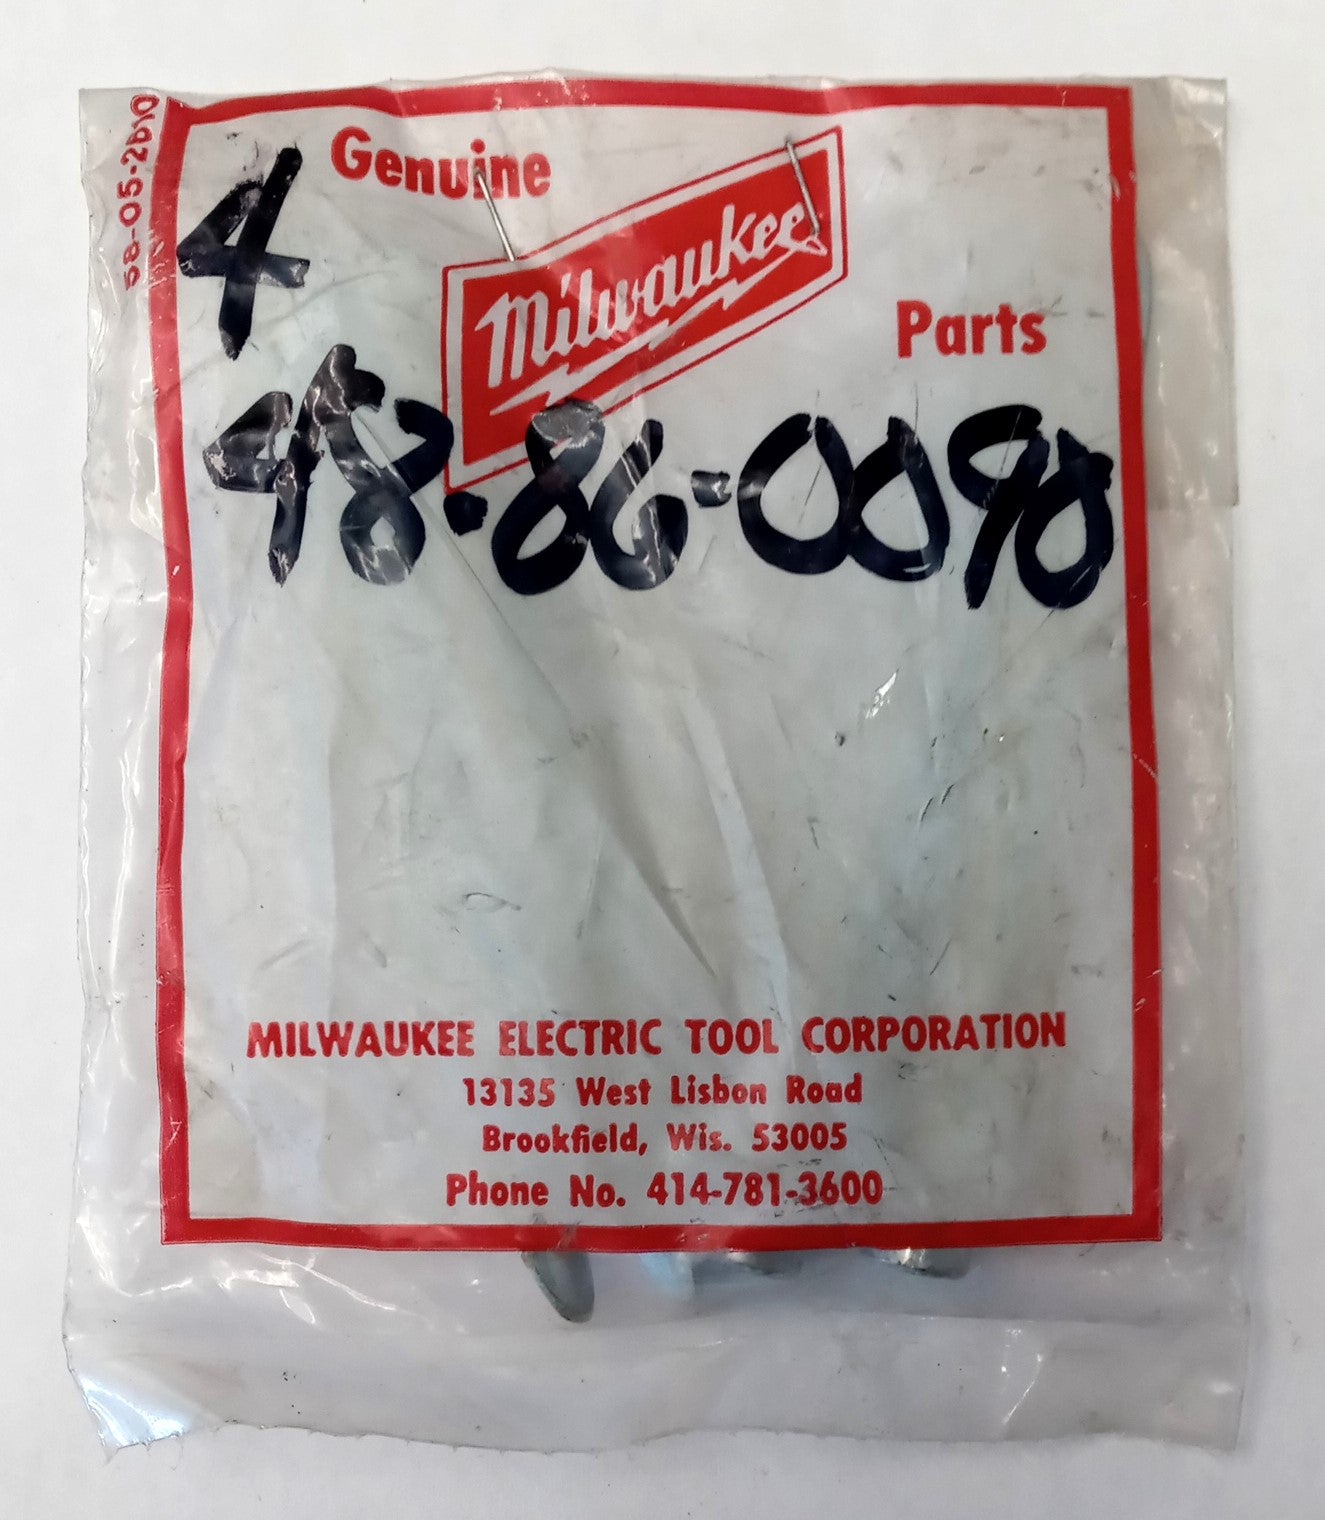 58-05-2610
4
Genuine
Milwaukee
Parts
48-86-0090
MILWAUKEE ELECTRIC TOOL CORPORATION
13135 West Lisbon Road
Brookfield, Wis. 53005
Phone No. 414-781-3600